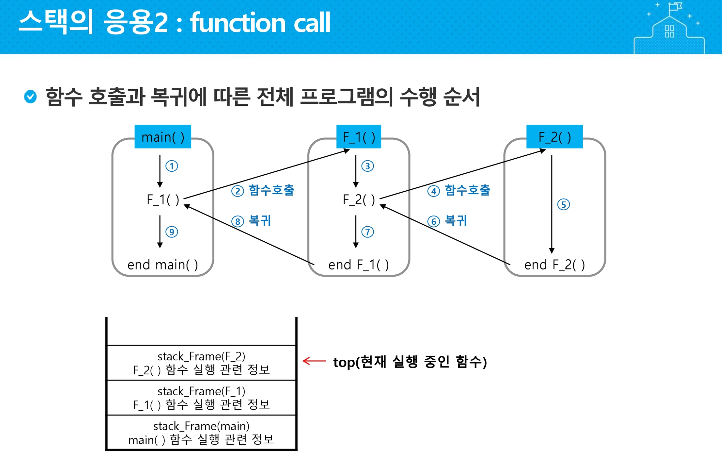 스택의 응용2 : function call
함수 호출과 복귀에 따른 전체 프로그램의 수행 순서
main( )
F_1( )
F_2( )
①
③
② 함수호출
④ 함수호출
F_1( )
F_2( )
⑤
⑧ 복귀
⑥ 복귀
⑨
⑦
end main( )
end F_1( )
end F_2( )
stack_Frame(F_2)
F_2( ) 함수 실행 관련 정보
top(현재 실행 중인 함수)
stack_Frame(F_1)
F_1( ) 함수 실행 관련 정보
stack_Frame(main)
main( ) 함수 실행 관련 정보